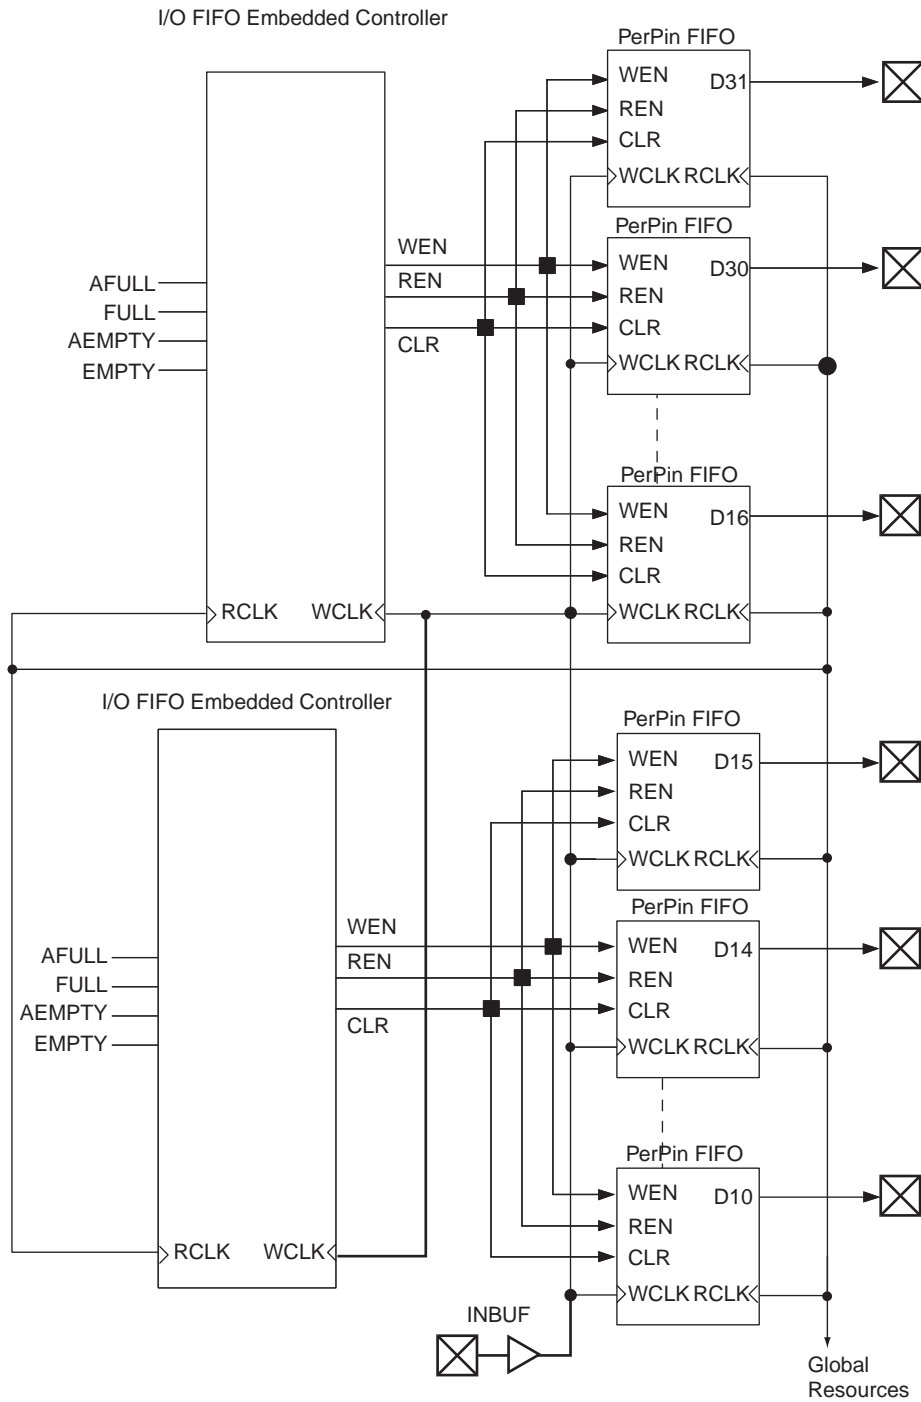 I/O FIFO Embedded Controller
PerPin FIFO
WEN D31
REN
CLR
WCLK RCLK
PerPin FIFO
WEN
REN
CLR
AFULL
FULL
AEMPTY
EMPTY
WEN D30
REN
CLR
WCLK RCLK
PerPin FIFO
WEN D16
REN
CLR
WCLK RCLK
RCLK WCLK
I/O FIFO Embedded Controller
PerPin FIFO
WEN D15
REN
CLR
WCLK RCLK
PerPin FIFO
WEN
REN
CLR
AFULL
FULL
AEMPTY
EMPTY
WEN D14
REN
CLR
WCLK RCLK
PerPin FIFO
WEN D10
REN
CLR
WCLK RCLK
RCLK WCLK
INBUF
Global
Resources